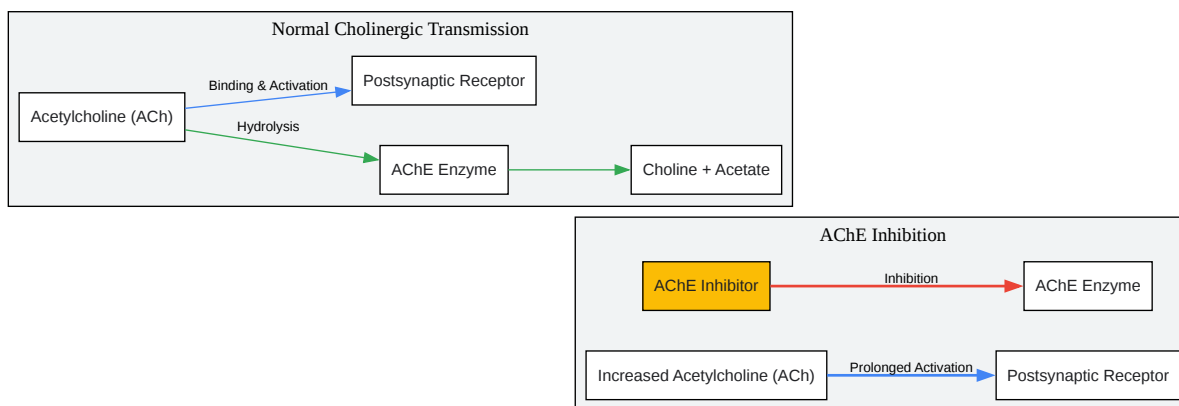 Normal Cholinergic Transmission
Binding & Activation
Postsynaptic Receptor
Acetylcholine (ACh)
Hydrolysis
AChE Enzyme
Choline + Acetate
AChE Inhibition
AChE Inhibitor
Inhibition
AChE Enzyme
Increased Acetylcholine (ACh)
Prolonged Activation
Postsynaptic Receptor